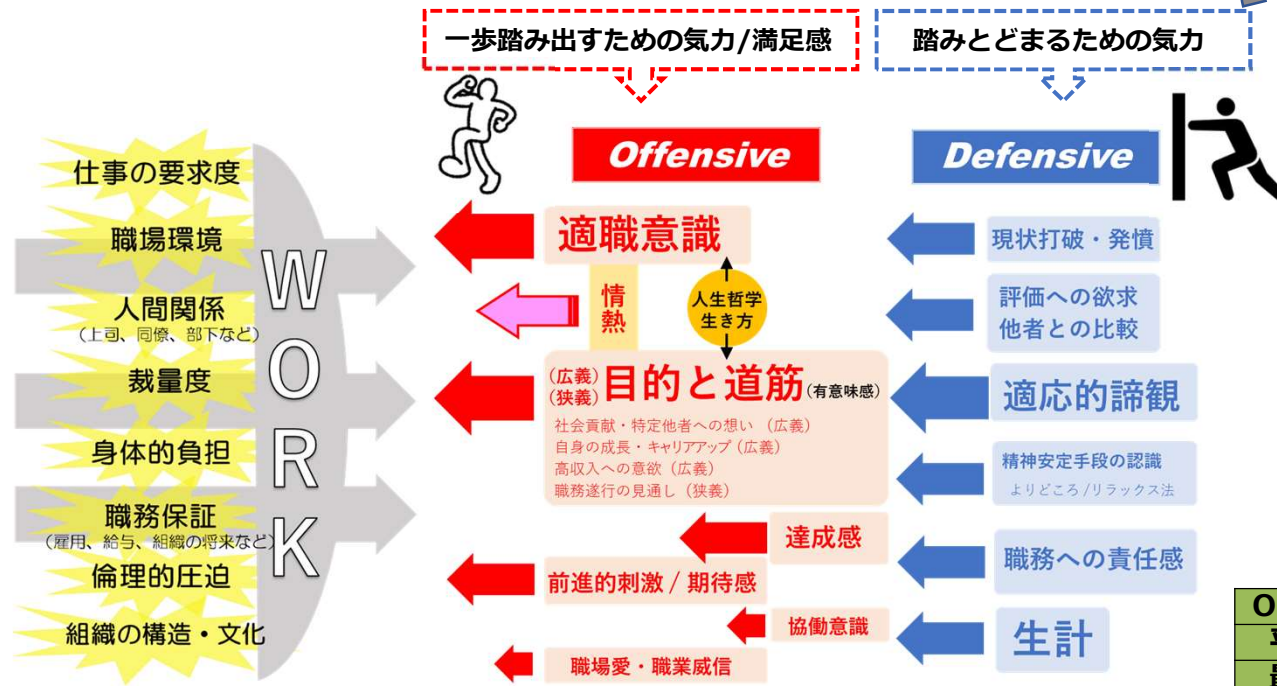 一歩踏み出すための気力/満足感
踏みとどまるための気力
Offensive
Defensive
仕事の要求度
職場環境
人間関係
(上司、同僚、部下など)
裁量度
身体的負担
職務保証
(雇用、給与、組織の将来など)
倫理的圧迫
組織の構造・文化
WORK
適職意識
情熱
人生哲学
生き方
(広義)
(狭義)
目的と道筋(有意味感)
社会貢献・特定他者への想い (広義)
自身の成長・キャリアアップ (広義)
高収入への意欲 (広義)
職務遂行の見通し (狭義)
達成感
前進的刺激 / 期待感
協働意識
職場愛・職業威信
現状打破・発憤
評価への欲求
他者との比較
適応的諦観
精神安定手段の認識
よりどころ /リラックス法
職務への責任感
生計
O